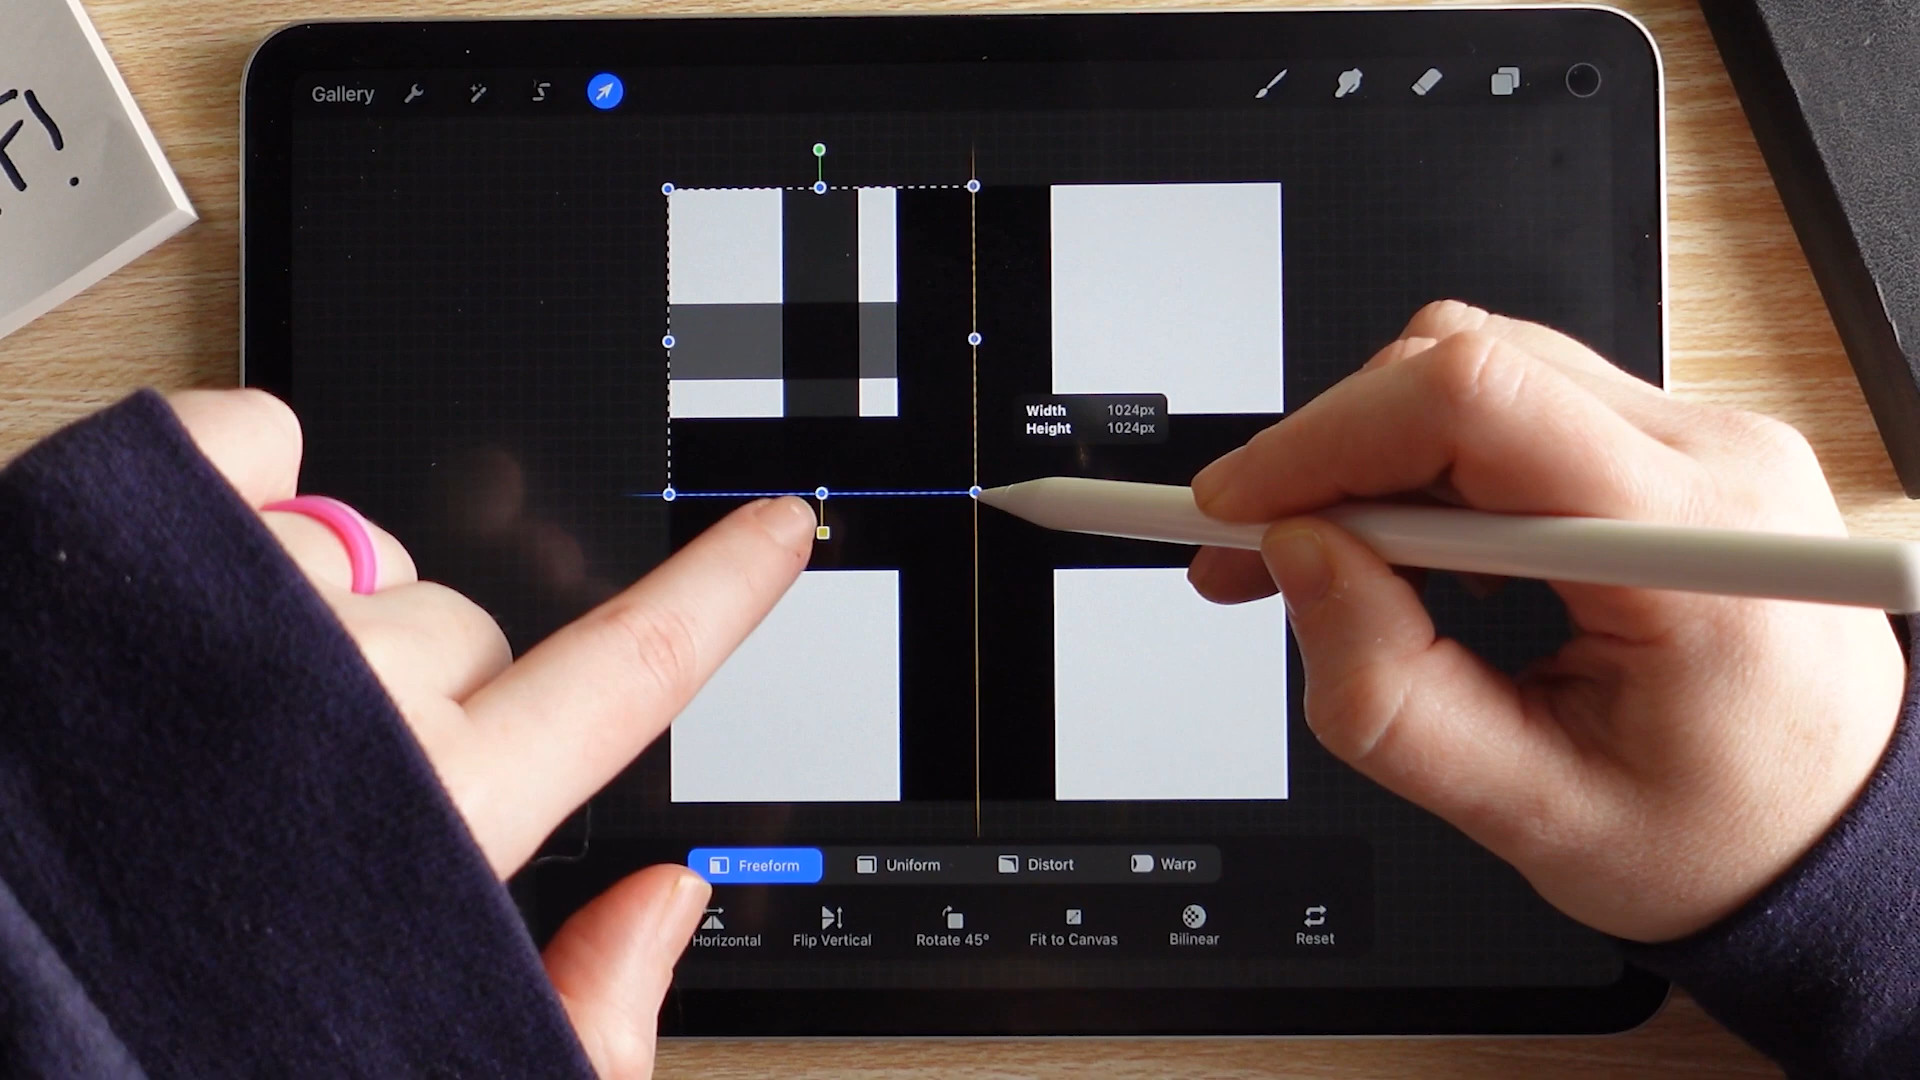 Gallery
Width 1024px
Height 1024px
Freeform Uniform Distort Warp
Horizontal Flip Vertical Rotate 45° Fit to Canvas Bilinear Reset